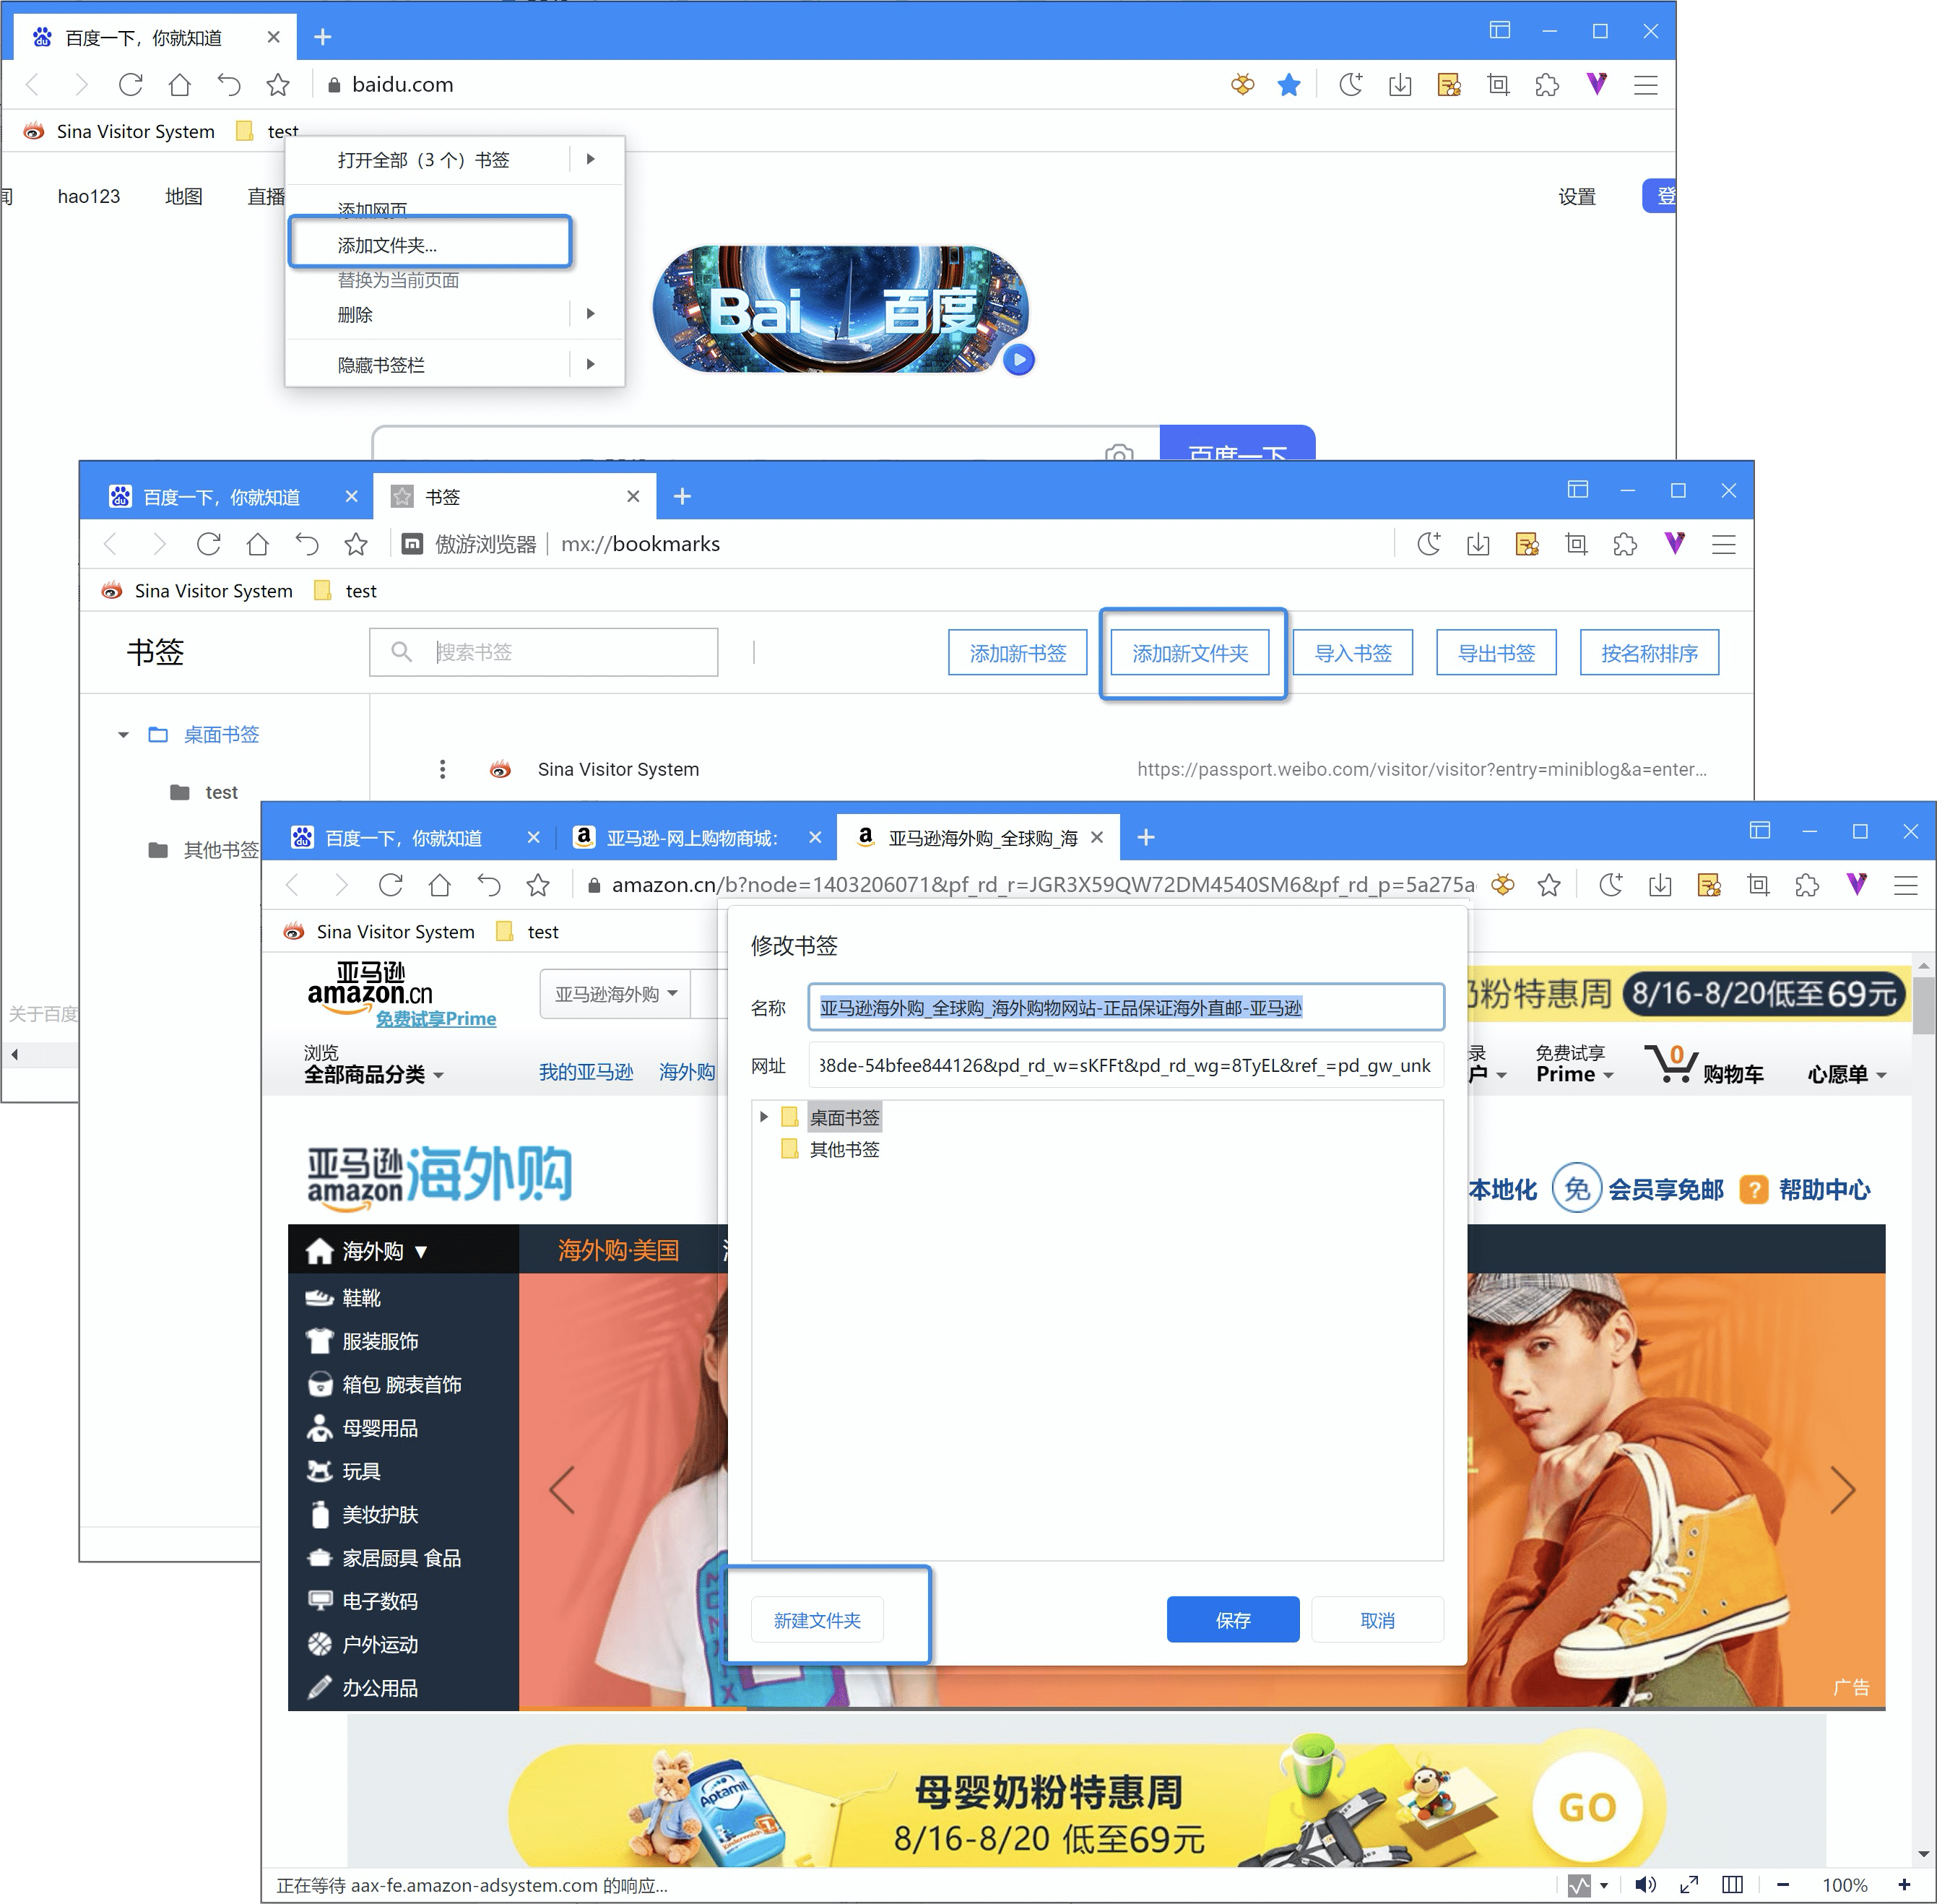 百度一下，你就知道
baidu.com
Sina Visitor System test
打开全部（3 个）书签
添加网页
添加文件夹...
替换为当前页面
删除
隐藏书签栏
hao123 地图 直播 设置
Bai 百度
百度一下
百度一下，你就知道 书签
傲游浏览器 mx://bookmarks
Sina Visitor System test
书签 搜索书签 添加新书签 添加新文件夹 导入书签 导出书签 按名称排序
桌面书签
Sina Visitor System https://passport.weibo.com/visitor/visitor?entry=miniblog&a=enter...
test
其他书签
关于百度
百度一下，你就知道 亚马逊-网上购物商城： 亚马逊海外购_全球购_海
amazon.cn/b?node=1403206071&pf_rd_r=JGR3X59QW72DM4540SM6&pf_rd_p=5a275a
Sina Visitor System test
修改书签
名称 亚马逊海外购_全球购_海外购物网站-正品保证海外直邮-亚马逊
网址 38de-54bfee844126&pd_rd_w=sKFFt&pd_rd_wg=8TyEL&ref_=pd_gw_unk
桌面书签
其他书签
新建文件夹 保存 取消
亚马逊
amazon.cn
免费试享Prime
亚马逊海外购
奶粉特惠周 8/16-8/20低至69元
浏览
全部商品分类
我的亚马逊 海外购
免费试享
Prime
0
购物车
心愿单
亚马逊
amazon
海外购
本地化 免 会员享免邮 ? 帮助中心
海外购 ▼ 海外购·美国
鞋靴
服装服饰
箱包 腕表首饰
母婴用品
玩具
美妆护肤
家居厨具 食品
电子数码
户外运动
办公用品
广告
Aptamil
母婴奶粉特惠周
8/16-8/20 低至69元
GO
正在等待 aax-fe.amazon-adsystem.com 的响应...
100%